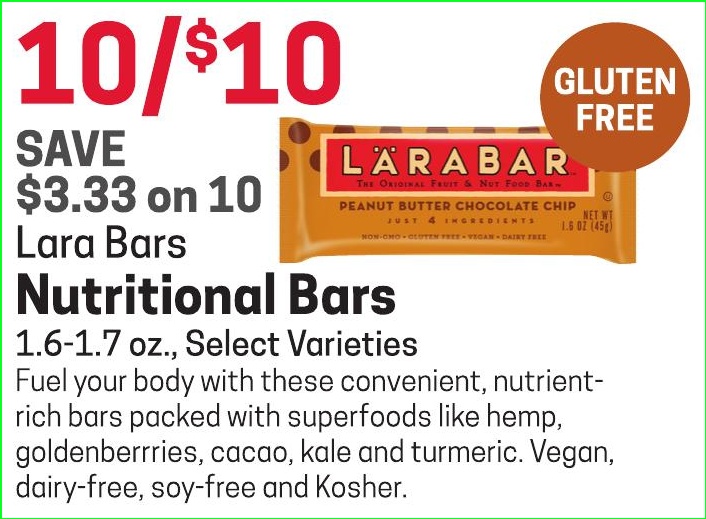 10/$10
GLUTEN
FREE
SAVE
$3.33 on 10
Lara Bars
LÄRABAR
THE ORIGINAL FRUIT & NUT FOOD BAR™
PEANUT BUTTER CHOCOLATE CHIP
JUST 4 INGREDIENTS
NON-GMO • GLUTEN FREE • VEGAN • DAIRY FREE
NET WT
1.6 OZ (45g)
Nutritional Bars
1.6-1.7 oz., Select Varieties
Fuel your body with these convenient, nutrient-
rich bars packed with superfoods like hemp,
goldenberrries, cacao, kale and turmeric. Vegan,
dairy-free, soy-free and Kosher.